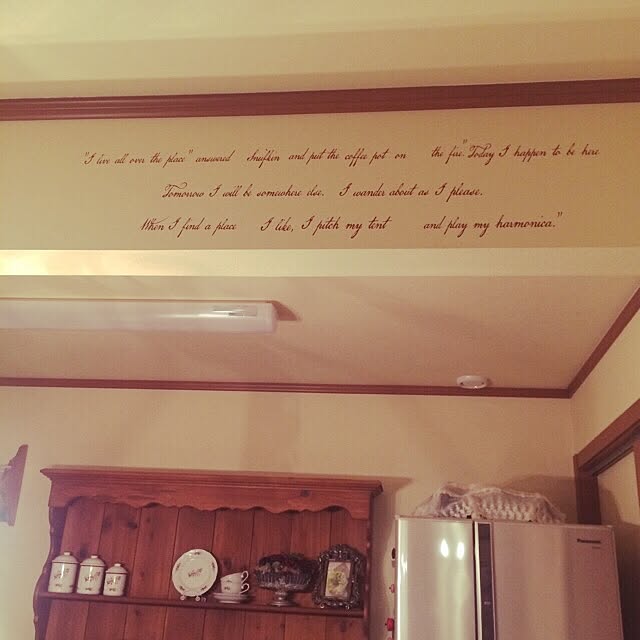 "I live all over the place" answered Snufkin and put the coffee pot on the fire. "Today I happen to be here
Tomorrow I will be somewhere else. I wander about as I please.
When I find a place I like, I pitch my tent and play my harmonica."
Panasonic